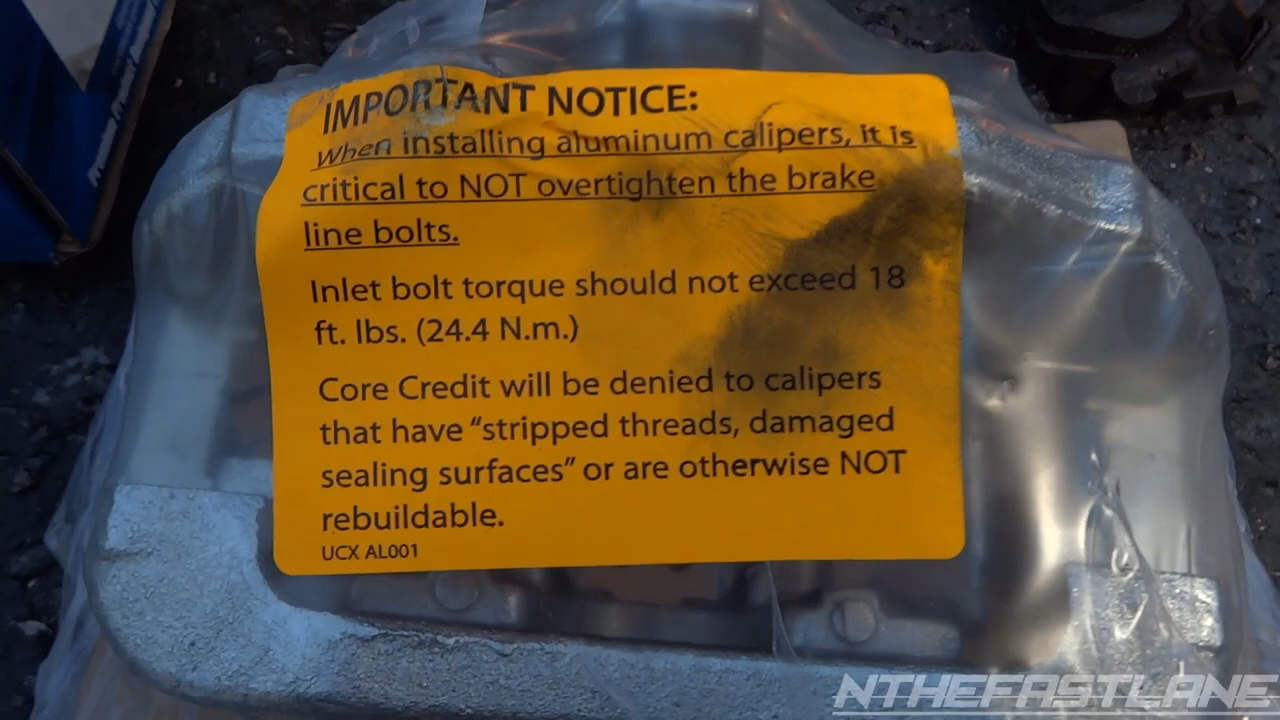 IMPORTANT NOTICE:
When installing aluminum calipers, it is
critical to NOT overtighten the brake
line bolts.
Inlet bolt torque should not exceed 18
ft. lbs. (24.4 N.m.)
Core Credit will be denied to calipers
that have “stripped threads, damaged
sealing surfaces” or are otherwise NOT
rebuildable.
UCX AL001
NTHEFASTLANE